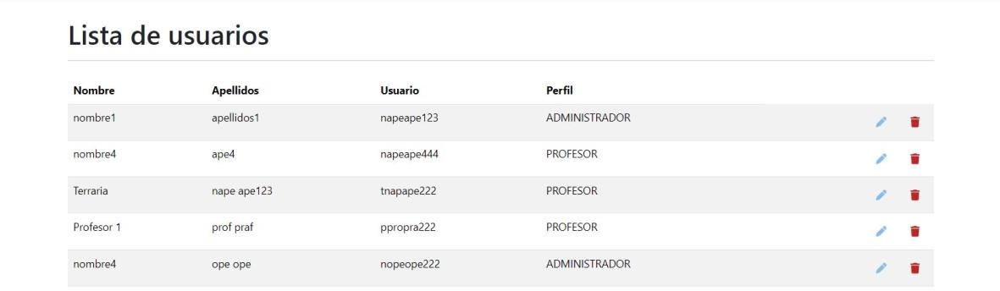 Lista de usuarios
Nombre Apellidos Usuario Perfil
nombre1 apellidos1 napeape123 ADMINISTRADOR
nombre4 ape4 napeape444 PROFESOR
Terraria nape ape123 tnapape222 PROFESOR
Profesor 1 prof praf ppropra222 PROFESOR
nombre4 ope ope nopeope222 ADMINISTRADOR